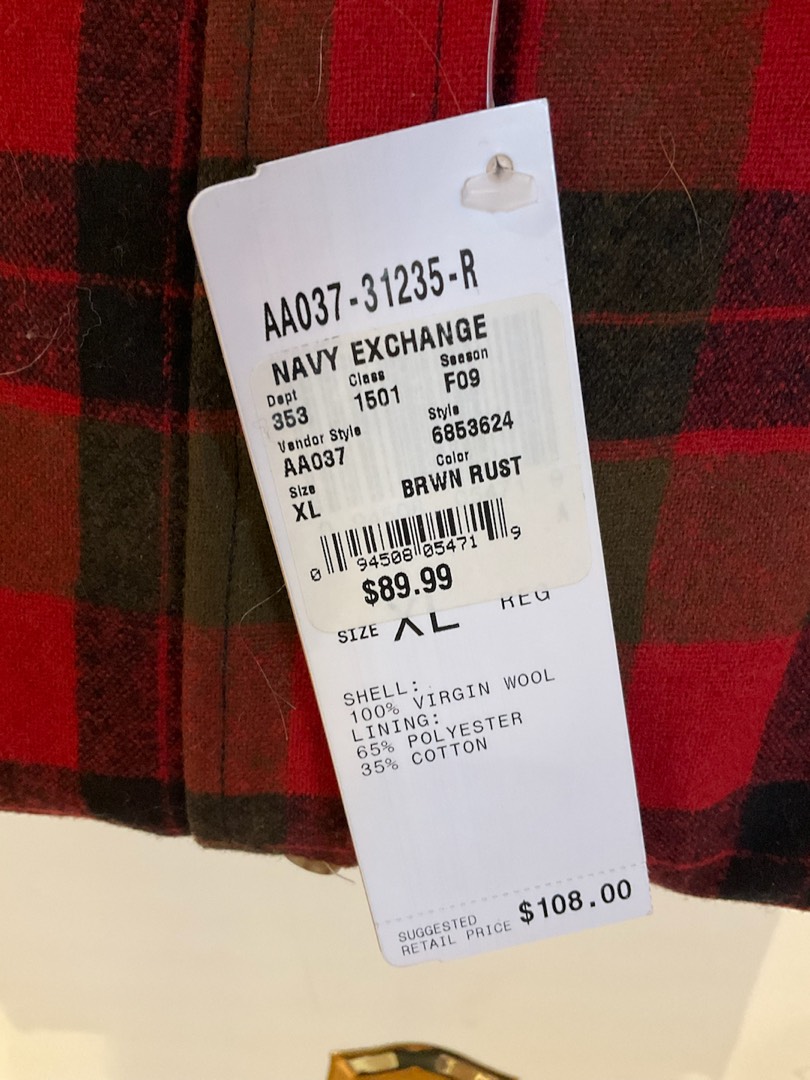 AA037-31235-R
NAVY EXCHANGE
Dept Class Season
353 1501 F09
Vendor Style Style
AA037 6853624
Size Color
XL BRWN RUST
0 94508 05471 9
$89.99
SIZE XL REG
SHELL:
100% VIRGIN WOOL
LINING:
65% POLYESTER
35% COTTON
SUGGESTED
RETAIL PRICE $108.00